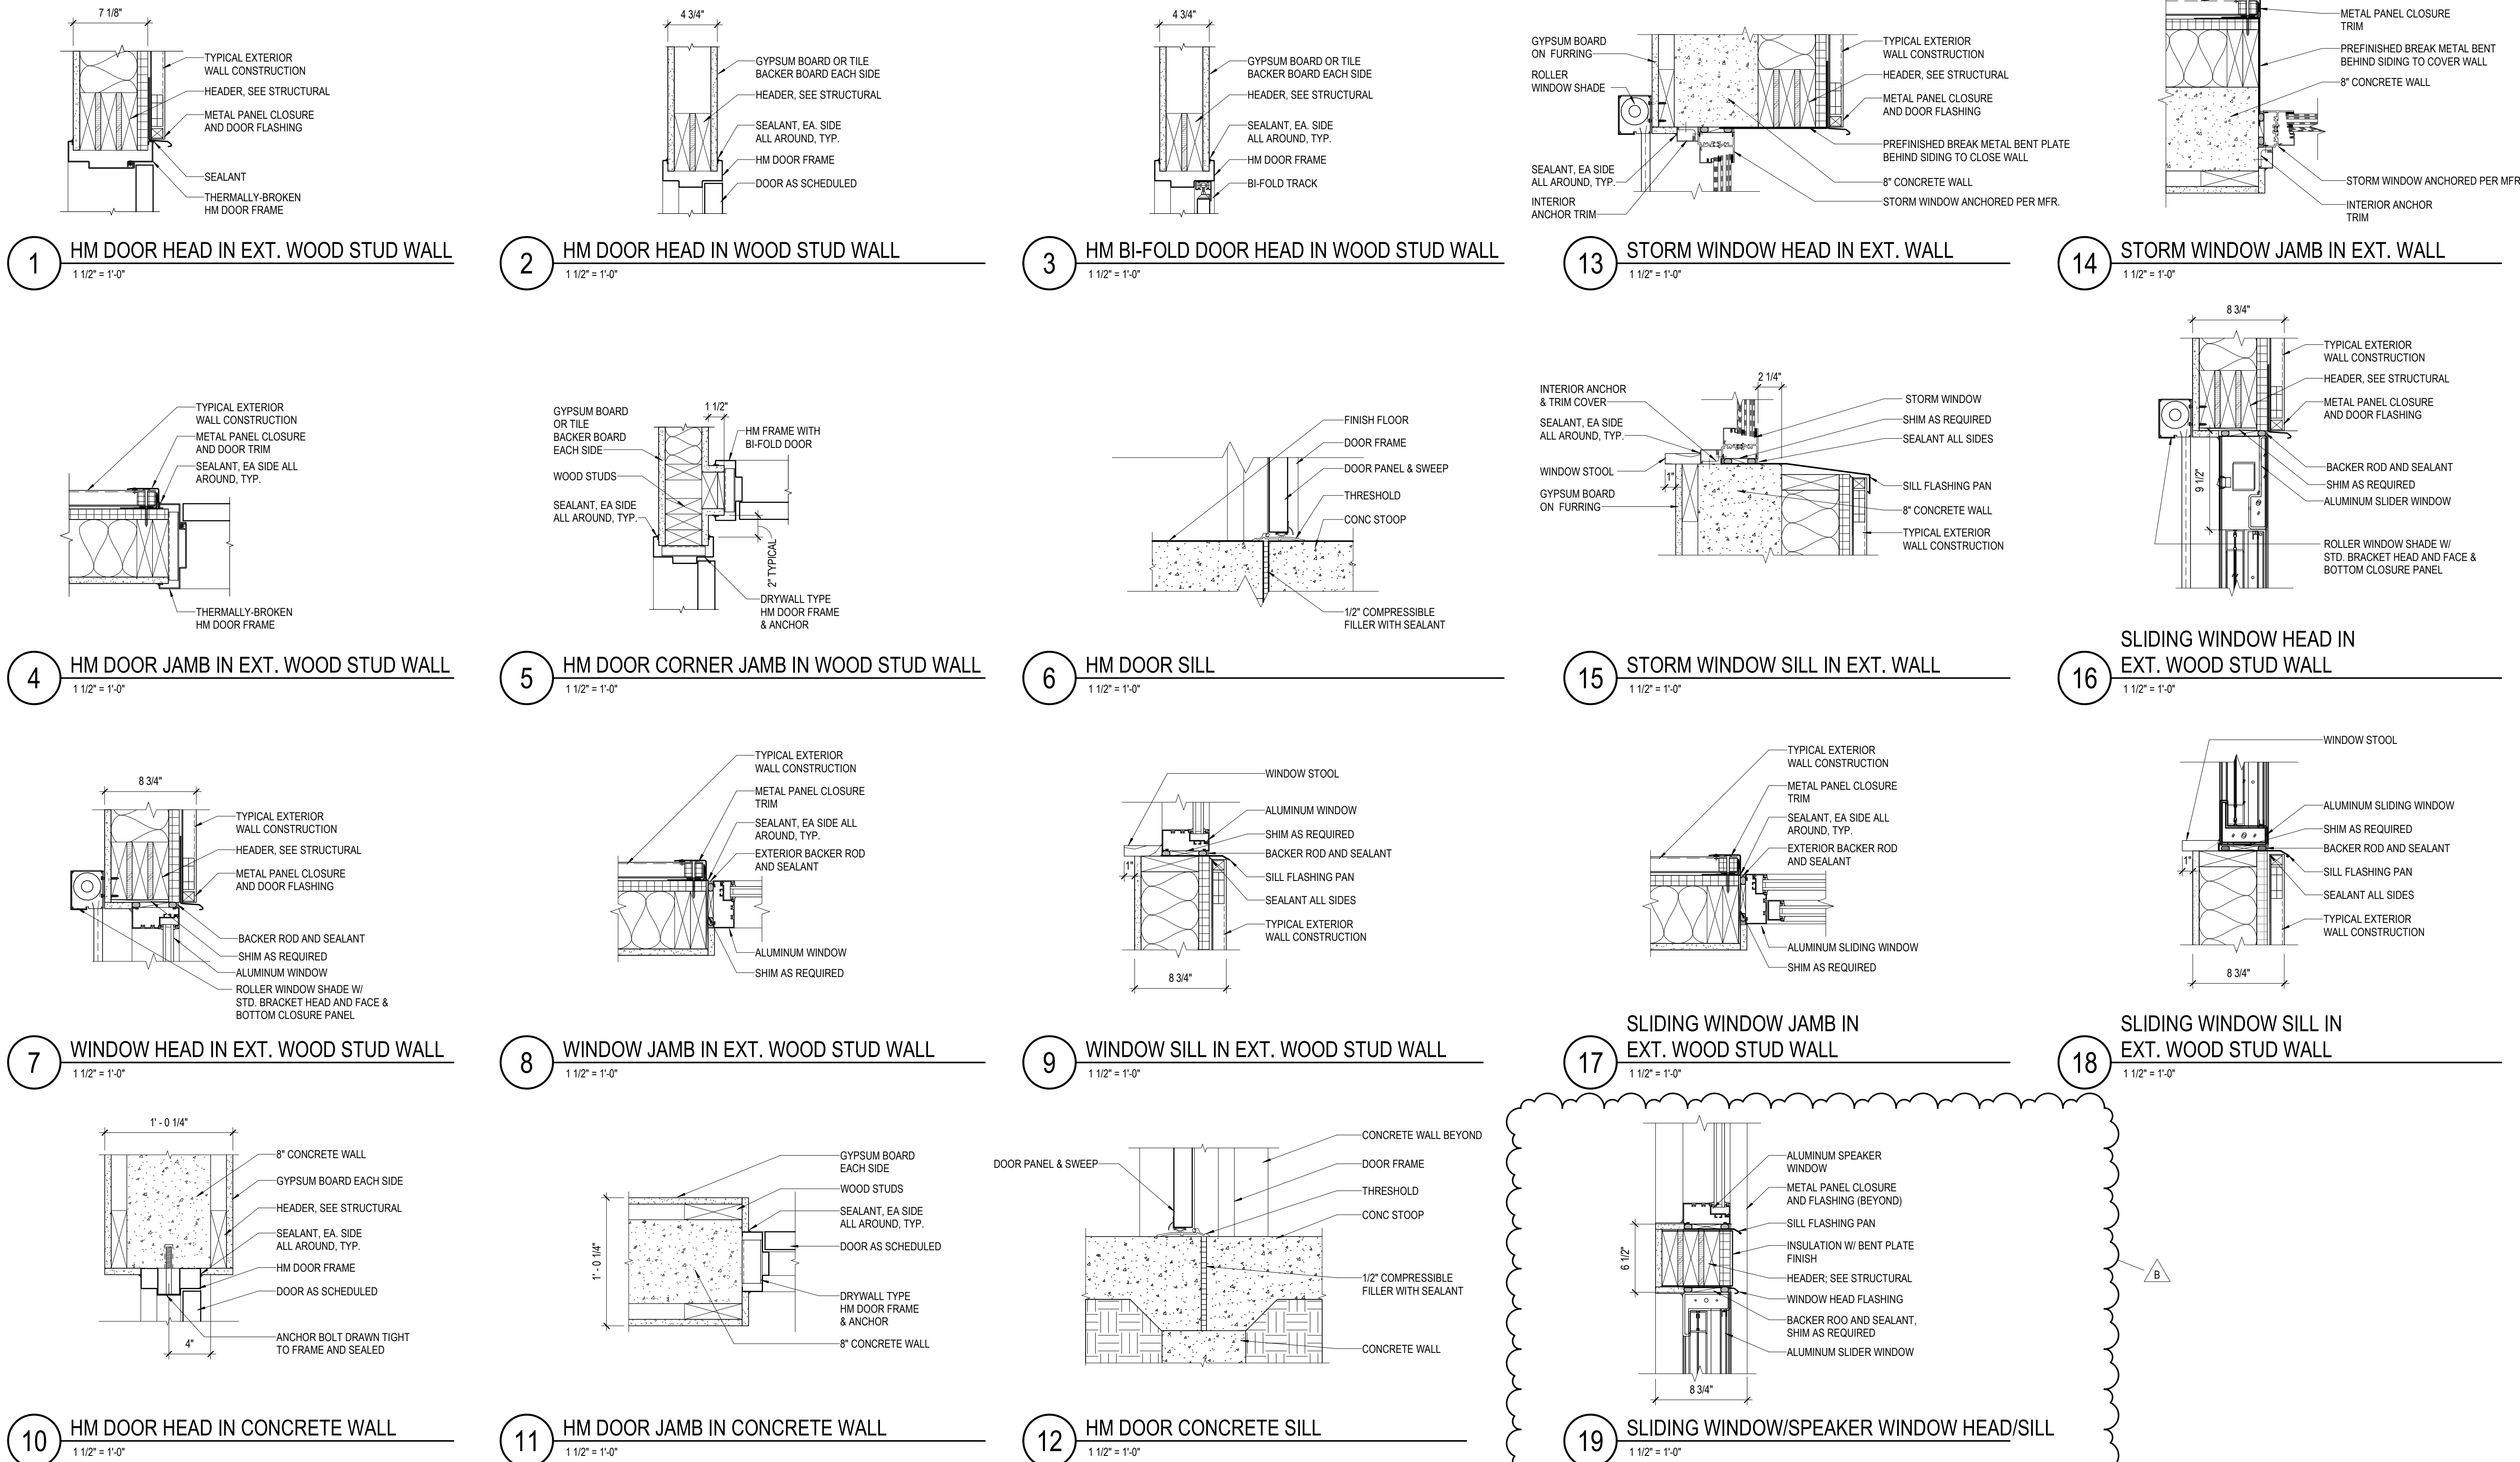 7 1/8"
TYPICAL EXTERIOR
WALL CONSTRUCTION
HEADER, SEE STRUCTURAL
METAL PANEL CLOSURE
AND DOOR FLASHING
SEALANT
THERMALLY-BROKEN
HM DOOR FRAME
1
HM DOOR HEAD IN EXT. WOOD STUD WALL
1 1/2" = 1'-0"
4 3/4"
GYPSUM BOARD OR TILE
BACKER BOARD EACH SIDE
HEADER, SEE STRUCTURAL
SEALANT, EA. SIDE
ALL AROUND, TYP.
HM DOOR FRAME
DOOR AS SCHEDULED
2
HM DOOR HEAD IN WOOD STUD WALL
1 1/2" = 1'-0"
4 3/4"
GYPSUM BOARD OR TILE
BACKER BOARD EACH SIDE
HEADER, SEE STRUCTURAL
SEALANT, EA. SIDE
ALL AROUND, TYP.
HM DOOR FRAME
BI-FOLD TRACK
3
HM BI-FOLD DOOR HEAD IN WOOD STUD WALL
1 1/2" = 1'-0"
GYPSUM BOARD
ON FURRING
ROLLER
WINDOW SHADE
SEALANT, EA SIDE
ALL AROUND, TYP.
INTERIOR
ANCHOR TRIM
TYPICAL EXTERIOR
WALL CONSTRUCTION
HEADER, SEE STRUCTURAL
METAL PANEL CLOSURE
AND DOOR FLASHING
PREFINISHED BREAK METAL BENT PLATE
BEHIND SIDING TO CLOSE WALL
8" CONCRETE WALL
STORM WINDOW ANCHORED PER MFR.
13
STORM WINDOW HEAD IN EXT. WALL
1 1/2" = 1'-0"
METAL PANEL CLOSURE
TRIM
PREFINISHED BREAK METAL BENT
BEHIND SIDING TO COVER WALL
8" CONCRETE WALL
STORM WINDOW ANCHORED PER MFR
INTERIOR ANCHOR
TRIM
14
STORM WINDOW JAMB IN EXT. WALL
1 1/2" = 1'-0"
TYPICAL EXTERIOR
WALL CONSTRUCTION
METAL PANEL CLOSURE
AND DOOR TRIM
SEALANT, EA SIDE ALL
AROUND, TYP.
THERMALLY-BROKEN
HM DOOR FRAME
4
HM DOOR JAMB IN EXT. WOOD STUD WALL
1 1/2" = 1'-0"
GYPSUM BOARD
OR TILE
BACKER BOARD
EACH SIDE
WOOD STUDS
SEALANT, EA SIDE
ALL AROUND, TYP.
1 1/2"
HM FRAME WITH
BI-FOLD DOOR
2" TYPICAL
DRYWALL TYPE
HM DOOR FRAME
& ANCHOR
5
HM DOOR CORNER JAMB IN WOOD STUD WALL
1 1/2" = 1'-0"
FINISH FLOOR
DOOR FRAME
DOOR PANEL & SWEEP
THRESHOLD
CONC STOOP
1/2" COMPRESSIBLE
FILLER WITH SEALANT
6
HM DOOR SILL
1 1/2" = 1'-0"
INTERIOR ANCHOR
& TRIM COVER
SEALANT, EA SIDE
ALL AROUND, TYP.
WINDOW STOOL
1"
GYPSUM BOARD
ON FURRING
2 1/4"
STORM WINDOW
SHIM AS REQUIRED
SEALANT ALL SIDES
SILL FLASHING PAN
8" CONCRETE WALL
TYPICAL EXTERIOR
WALL CONSTRUCTION
15
STORM WINDOW SILL IN EXT. WALL
1 1/2" = 1'-0"
8 3/4"
TYPICAL EXTERIOR
WALL CONSTRUCTION
HEADER, SEE STRUCTURAL
METAL PANEL CLOSURE
AND DOOR FLASHING
9 1/2"
BACKER ROD AND SEALANT
SHIM AS REQUIRED
ALUMINUM SLIDER WINDOW
ROLLER WINDOW SHADE W/
STD. BRACKET HEAD AND FACE &
BOTTOM CLOSURE PANEL
16
SLIDING WINDOW HEAD IN
EXT. WOOD STUD WALL
1 1/2" = 1'-0"
8 3/4"
TYPICAL EXTERIOR
WALL CONSTRUCTION
HEADER, SEE STRUCTURAL
METAL PANEL CLOSURE
AND DOOR FLASHING
BACKER ROD AND SEALANT
SHIM AS REQUIRED
ALUMINUM WINDOW
ROLLER WINDOW SHADE W/
STD. BRACKET HEAD AND FACE &
BOTTOM CLOSURE PANEL
7
WINDOW HEAD IN EXT. WOOD STUD WALL
1 1/2" = 1'-0"
TYPICAL EXTERIOR
WALL CONSTRUCTION
METAL PANEL CLOSURE
TRIM
SEALANT, EA SIDE ALL
AROUND, TYP.
EXTERIOR BACKER ROD
AND SEALANT
ALUMINUM WINDOW
SHIM AS REQUIRED
8
WINDOW JAMB IN EXT. WOOD STUD WALL
1 1/2" = 1'-0"
WINDOW STOOL
ALUMINUM WINDOW
SHIM AS REQUIRED
BACKER ROD AND SEALANT
1"
SILL FLASHING PAN
SEALANT ALL SIDES
TYPICAL EXTERIOR
WALL CONSTRUCTION
8 3/4"
9
WINDOW SILL IN EXT. WOOD STUD WALL
1 1/2" = 1'-0"
TYPICAL EXTERIOR
WALL CONSTRUCTION
METAL PANEL CLOSURE
TRIM
SEALANT, EA SIDE ALL
AROUND, TYP.
EXTERIOR BACKER ROD
AND SEALANT
ALUMINUM SLIDING WINDOW
SHIM AS REQUIRED
17
SLIDING WINDOW JAMB IN
EXT. WOOD STUD WALL
1 1/2" = 1'-0"
WINDOW STOOL
ALUMINUM SLIDING WINDOW
SHIM AS REQUIRED
BACKER ROD AND SEALANT
1"
SILL FLASHING PAN
SEALANT ALL SIDES
TYPICAL EXTERIOR
WALL CONSTRUCTION
8 3/4"
18
SLIDING WINDOW SILL IN
EXT. WOOD STUD WALL
1 1/2" = 1'-0"
1' - 0 1/4"
8" CONCRETE WALL
GYPSUM BOARD EACH SIDE
HEADER, SEE STRUCTURAL
SEALANT, EA. SIDE
ALL AROUND, TYP.
HM DOOR FRAME
DOOR AS SCHEDULED
ANCHOR BOLT DRAWN TIGHT
TO FRAME AND SEALED
4"
10
HM DOOR HEAD IN CONCRETE WALL
1 1/2" = 1'-0"
GYPSUM BOARD
EACH SIDE
WOOD STUDS
SEALANT, EA SIDE
ALL AROUND, TYP.
DOOR AS SCHEDULED
1' - 0 1/4"
DRYWALL TYPE
HM DOOR FRAME
& ANCHOR
8" CONCRETE WALL
11
HM DOOR JAMB IN CONCRETE WALL
1 1/2" = 1'-0"
DOOR PANEL & SWEEP
CONCRETE WALL BEYOND
DOOR FRAME
THRESHOLD
CONC STOOP
1/2" COMPRESSIBLE
FILLER WITH SEALANT
CONCRETE WALL
12
HM DOOR CONCRETE SILL
1 1/2" = 1'-0"
ALUMINUM SPEAKER
WINDOW
METAL PANEL CLOSURE
AND FLASHING (BEYOND)
SILL FLASHING PAN
6 1/2"
INSULATION W/ BENT PLATE
FINISH
HEADER; SEE STRUCTURAL
WINDOW HEAD FLASHING
BACKER ROO AND SEALANT,
SHIM AS REQUIRED
ALUMINUM SLIDER WINDOW
8 3/4"
B
19
SLIDING WINDOW/SPEAKER WINDOW HEAD/SILL
1 1/2" = 1'-0"